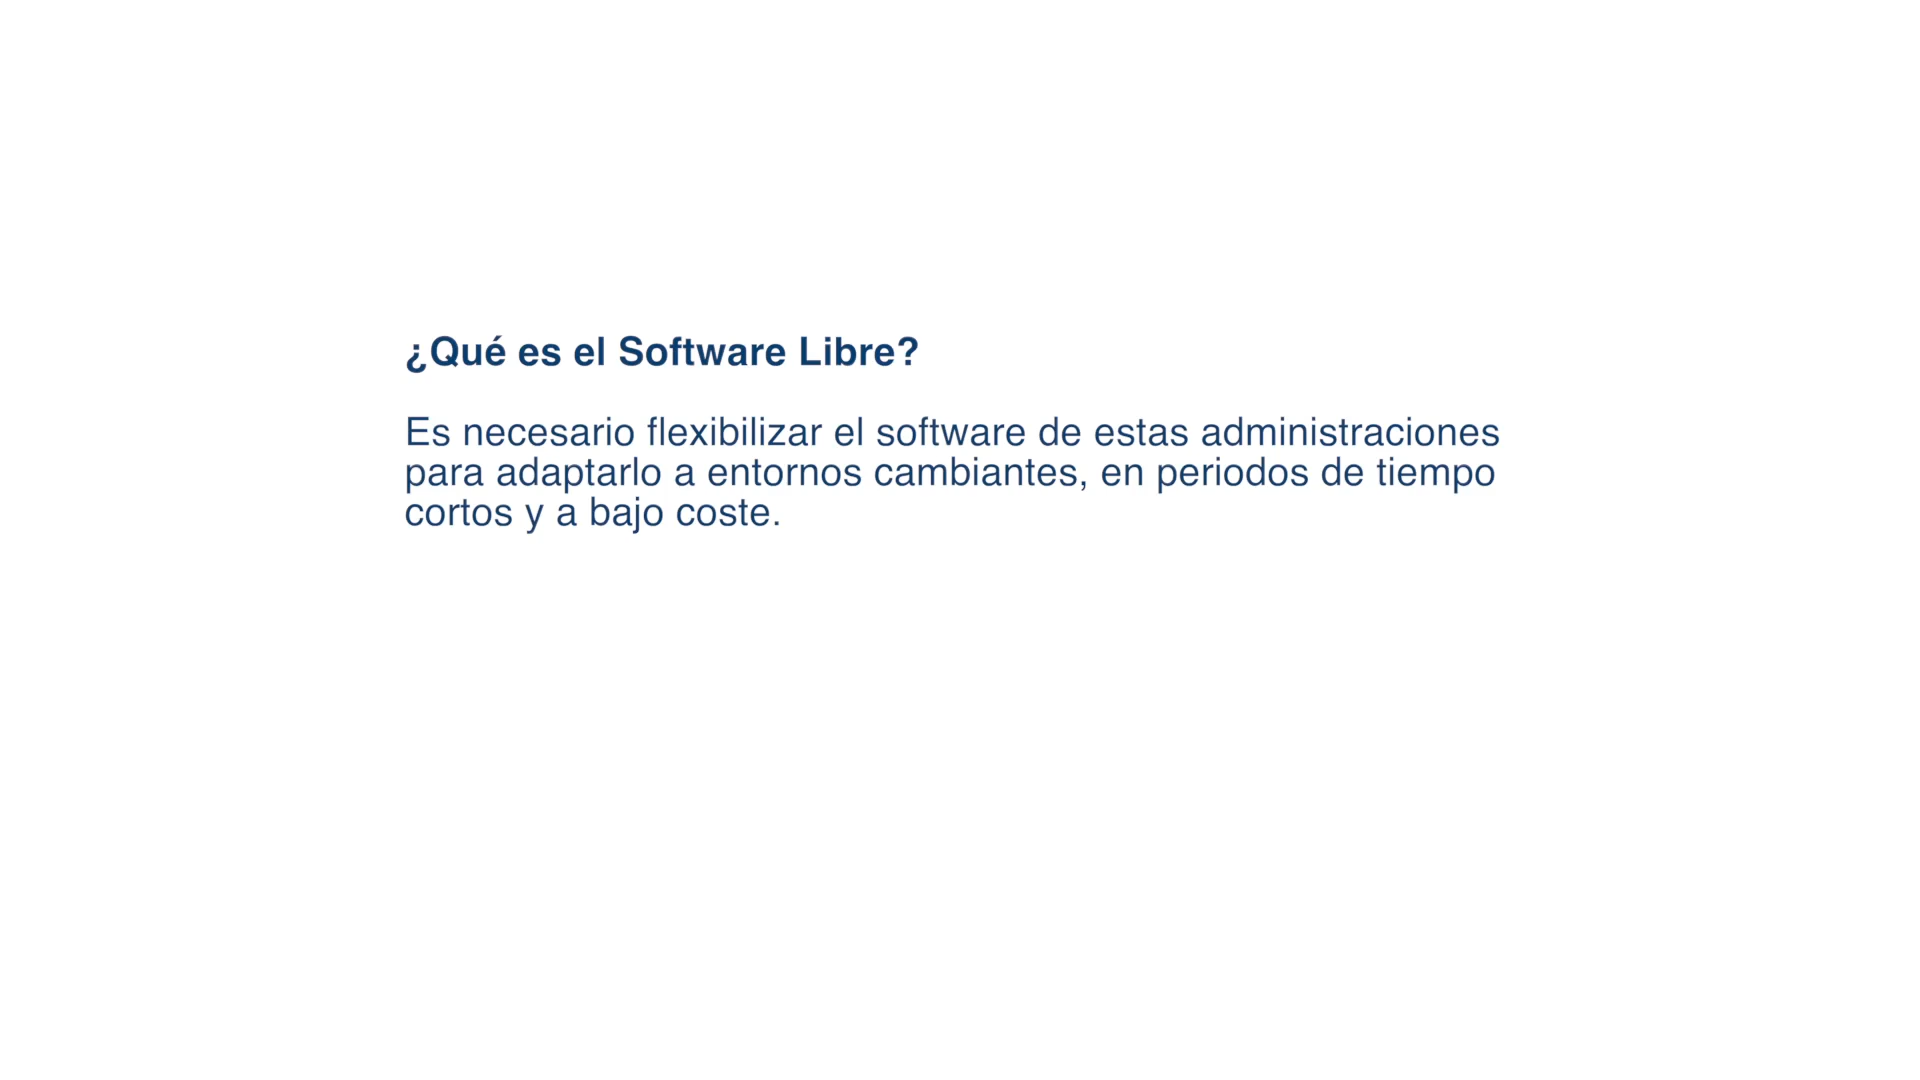 ¿Qué es el Software Libre?
Es necesario flexibilizar el software de estas administraciones
para adaptarlo a entornos cambiantes, en periodos de tiempo
cortos y a bajo coste.